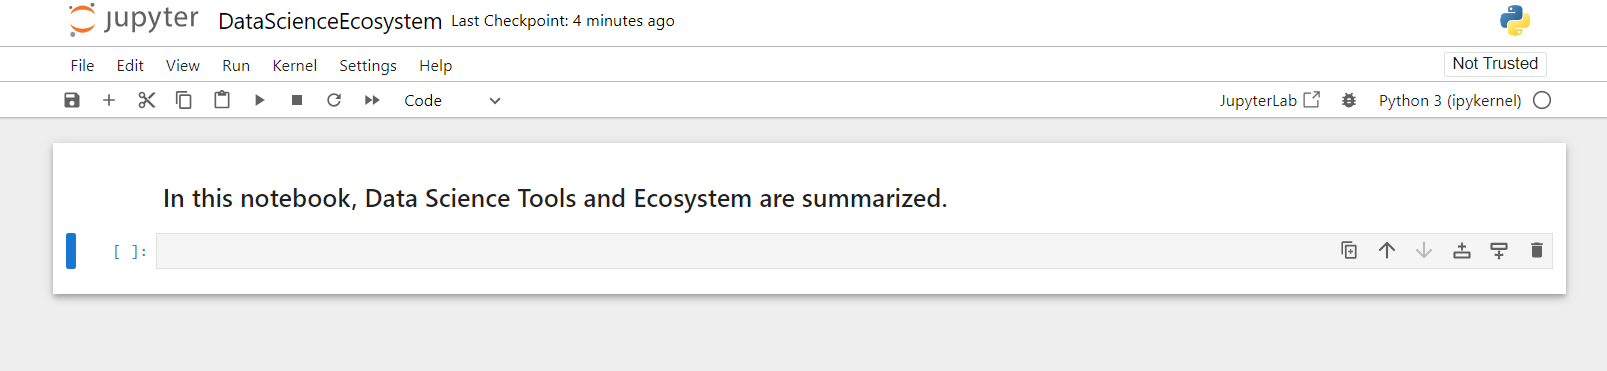 jupyter DataScienceEcosystem Last Checkpoint: 4 minutes ago
File Edit View Run Kernel Settings Help Not Trusted
Code JupyterLab Python 3 (ipykernel)
In this notebook, Data Science Tools and Ecosystem are summarized.
[ ]: